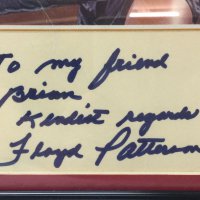 To my friend
Brian
Kindest regards
Floyd Patterson